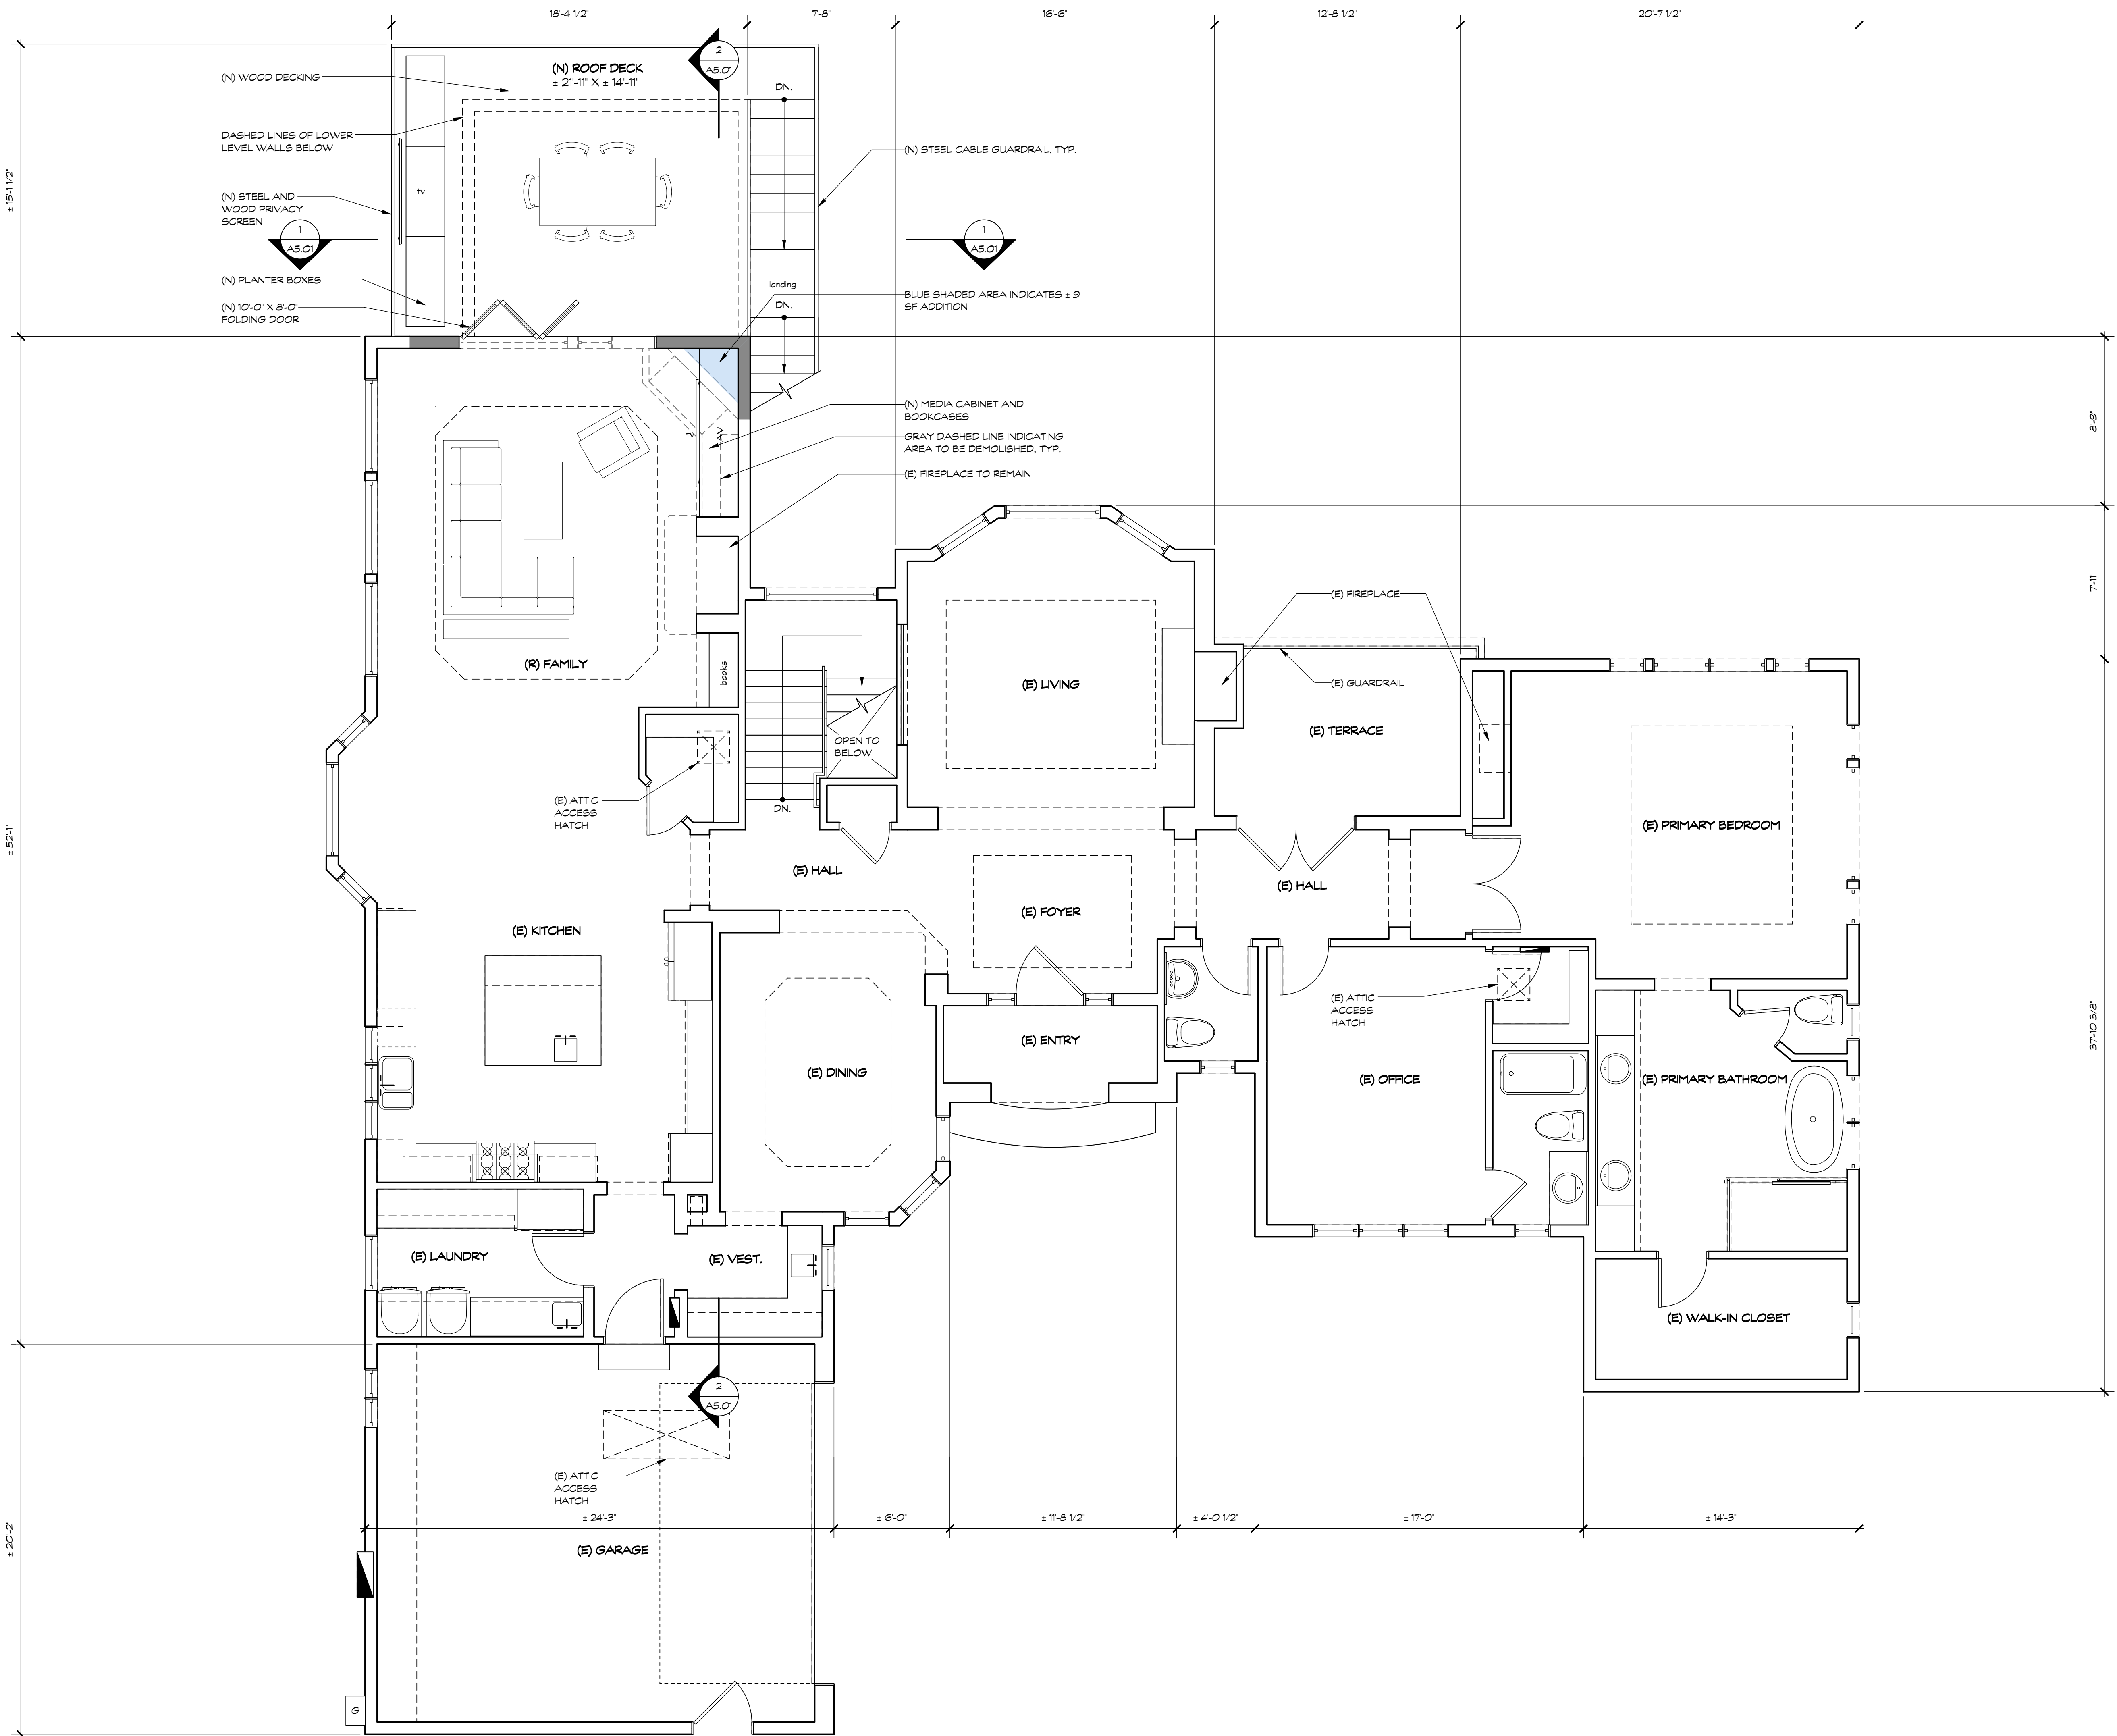 18'-4 1/2"
7'-8"
16'-6"
12'-8 1/2"
20'-7 1/2"
2
A5.01
(N) ROOF DECK
± 21'-11" X ± 14'-11"
(N) WOOD DECKING
DN.
DASHED LINES OF LOWER
LEVEL WALLS BELOW
(N) STEEL CABLE GUARDRAIL, TYP.
± 15'-1 1/2"
tv
(N) STEEL AND
WOOD PRIVACY
SCREEN
1
A5.01
1
A5.01
(N) PLANTER BOXES
landing
BLUE SHADED AREA INDICATES ± 9
SF ADDITION
DN.
(N) 10'-0" X 8'-0"
FOLDING DOOR
(N) MEDIA CABINET AND
BOOKCASES
8'-9"
tv
GRAY DASHED LINE INDICATING
AREA TO BE DEMOLISHED, TYP.
(E) FIREPLACE TO REMAIN
7'-11"
(E) FIREPLACE
(R) FAMILY
books
(E) LIVING
(E) GUARDRAIL
(E) TERRACE
OPEN TO
BELOW
(E) ATTIC
ACCESS
HATCH
DN.
± 52'-1"
(E) PRIMARY BEDROOM
(E) HALL
(E) HALL
(E) FOYER
(E) KITCHEN
(E) ATTIC
ACCESS
HATCH
37'-10 3/8"
(E) ENTRY
(E) DINING
(E) OFFICE
(E) PRIMARY BATHROOM
(E) LAUNDRY
(E) VEST.
(E) WALK-IN CLOSET
2
A5.01
(E) ATTIC
ACCESS
HATCH
± 24'-3"
± 6'-0"
± 11'-8 1/2"
± 4'-0 1/2"
± 17'-0"
± 14'-3"
± 20'-2"
(E) GARAGE
G